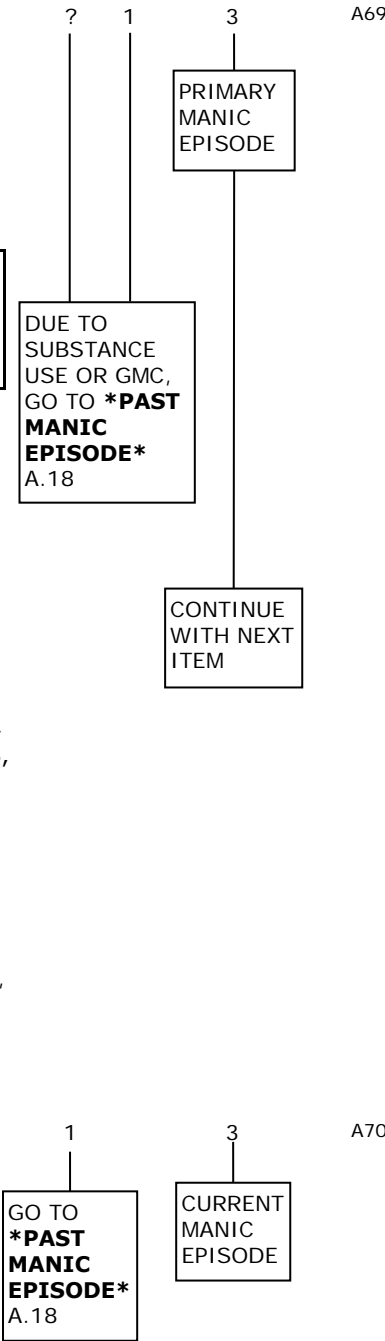 ? 1 3 A69
PRIMARY
MANIC
EPISODE
DUE TO
SUBSTANCE
USE OR GMC,
GO TO *PAST
MANIC
EPISODE*
A.18
CONTINUE
WITH NEXT
ITEM
,
,
1 3 A70
GO TO
*PAST
MANIC
EPISODE*
A.18
CURRENT
MANIC
EPISODE